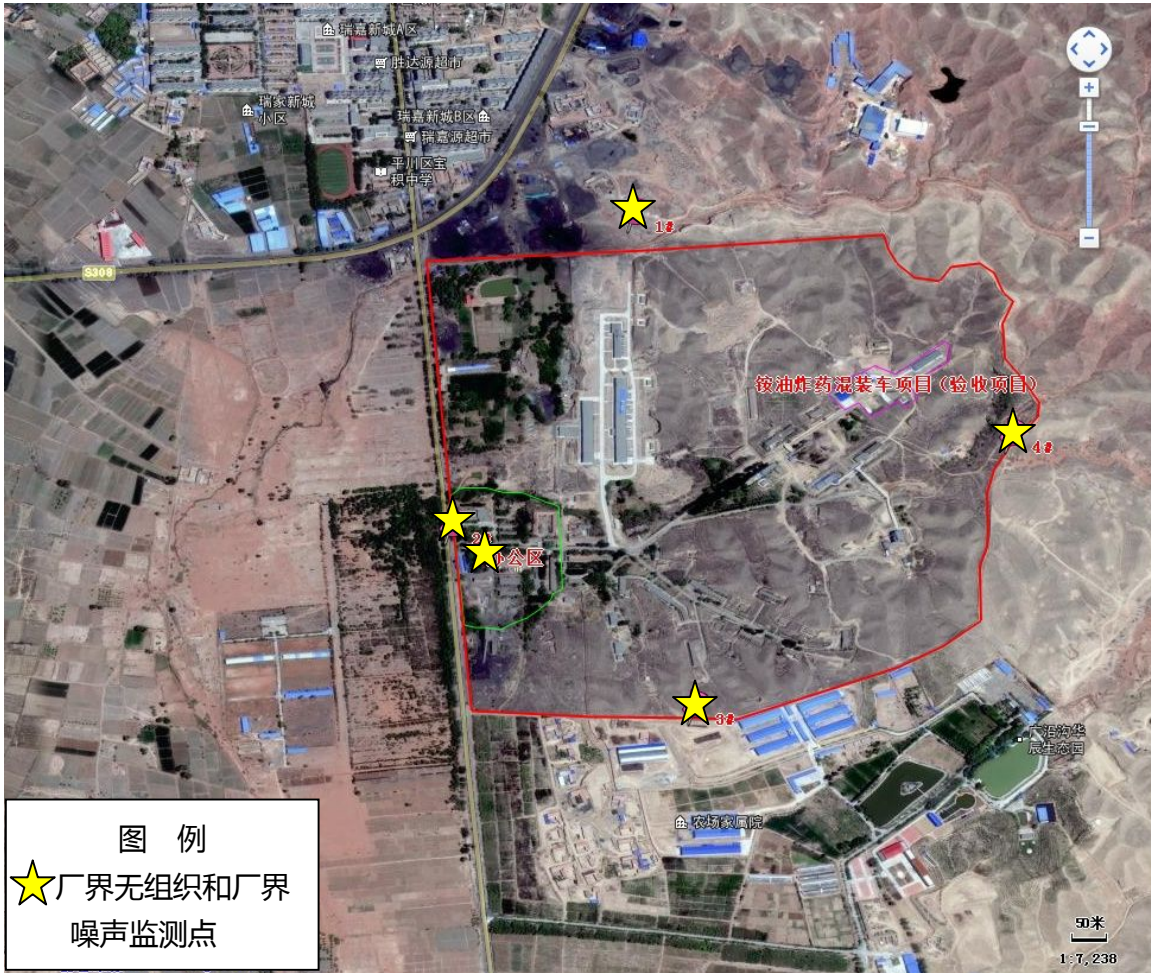 瑞嘉新城A区
胜达源超市
瑞家新城
小区
瑞嘉新城B区
瑞嘉源超市
平川区宝
积中学
1#
S308
铵油炸药混装车项目（验收项目）
4#
公区
3#
华
辰生态园
农场家属院
图 例
厂界无组织和厂界
噪声监测点
50米
1:7,238